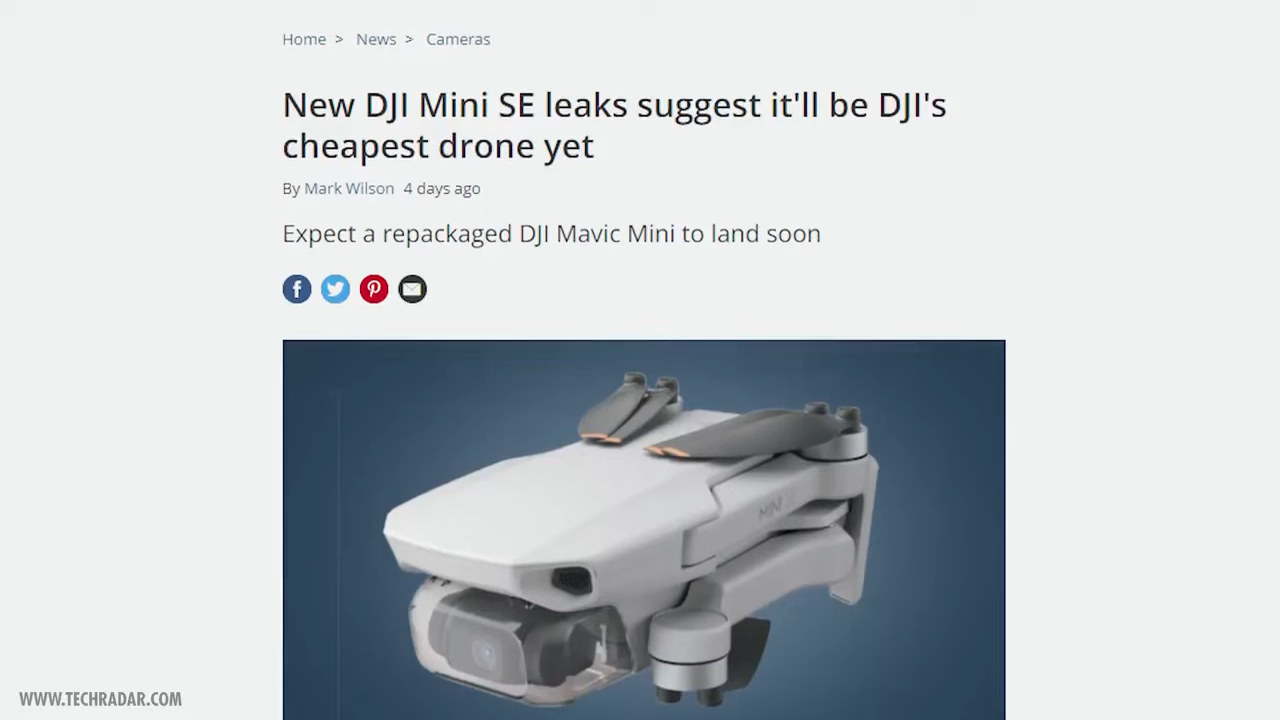 Home > News > Cameras
New DJI Mini SE leaks suggest it'll be DJI's
cheapest drone yet
By Mark Wilson 4 days ago
Expect a repackaged DJI Mavic Mini to land soon
MINI
WWW.TECHRADAR.COM